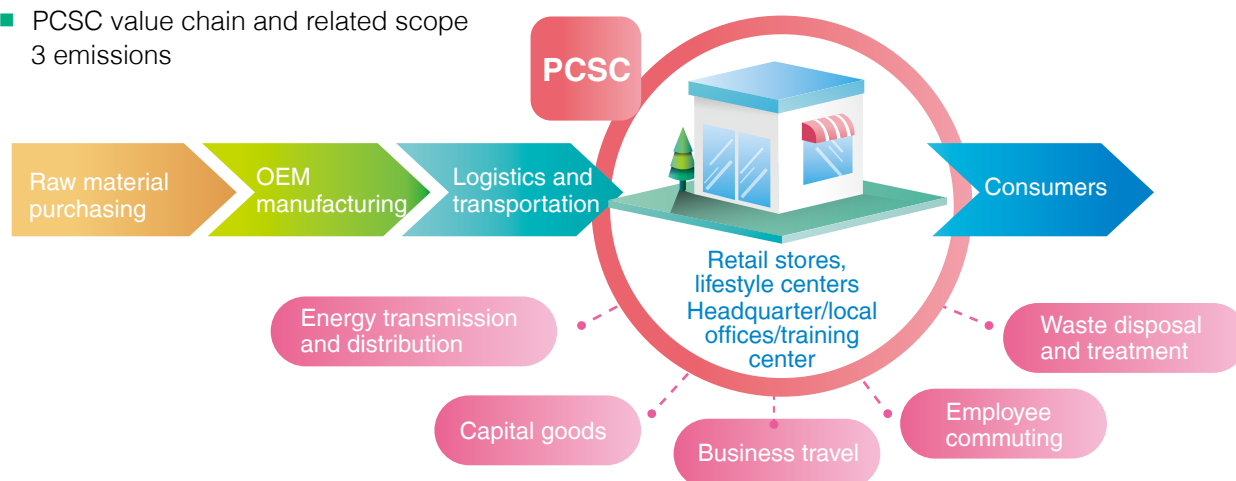 PCSC value chain and related scope
3 emissions
PCSC
Raw material
purchasing
OEM
manufacturing
Logistics and
transportation
Consumers
Retail stores,
lifestyle centers
Headquarter/local
offices/training
center
Energy transmission
and distribution
Capital goods
Business travel
Employee
commuting
Waste disposal
and treatment